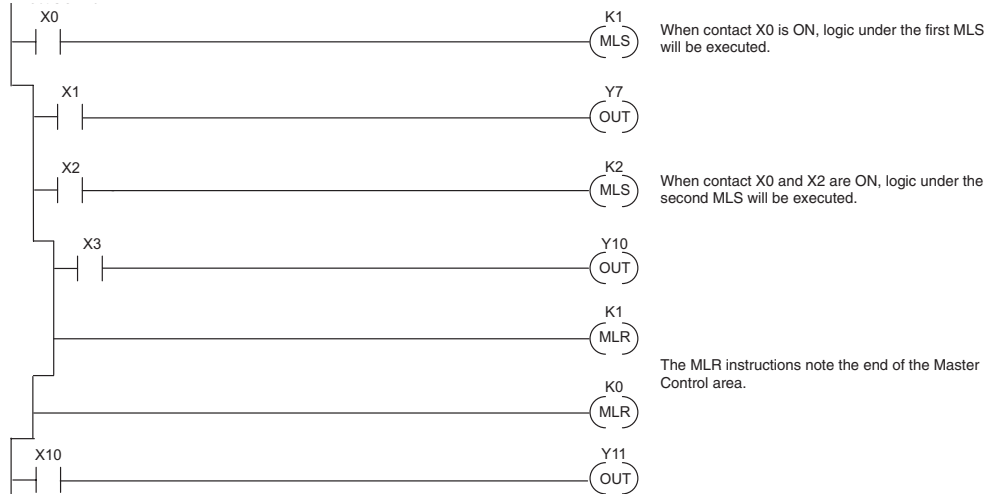 X0
K1
MLS
When contact X0 is ON, logic under the first MLS
will be executed.
X1
Y7
OUT
X2
K2
MLS
When contact X0 and X2 are ON, logic under the
second MLS will be executed.
X3
Y10
OUT
K1
MLR
The MLR instructions note the end of the Master
Control area.
K0
MLR
X10
Y11
OUT